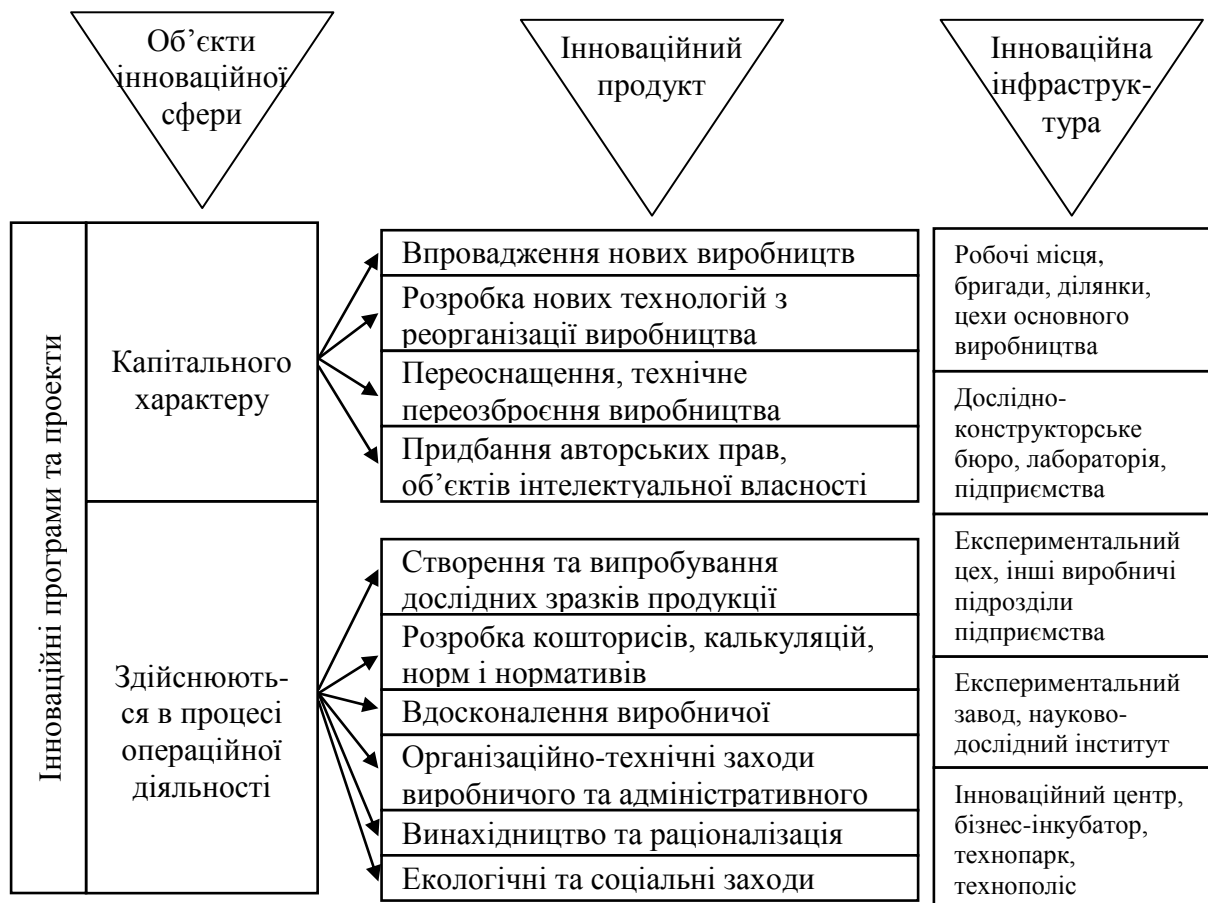 Об’єкти
інноваційної
сфери
Інноваційний
продукт
Інноваційна
інфраструк-
тура
Інноваційні програми та проекти
Капітального
характеру
Здійснюють-
ся в процесі
операційної
діяльності
Впровадження нових виробництв
Розробка нових технологій з
реорганізації виробництва
Переоснащення, технічне
переозброєння виробництва
Придбання авторських прав,
об’єктів інтелектуальної власності
Створення та випробування
дослідних зразків продукції
Розробка кошторисів, калькуляцій,
норм і нормативів
Вдосконалення виробничої
Організаційно-технічні заходи
виробничого та адміністративного
Винахідництво та раціоналізація
Екологічні та соціальні заходи
Робочі місця,
бригади, ділянки,
цехи основного
виробництва
Дослідно-
конструкторське
бюро, лабораторія,
підприємства
Експериментальний
цех, інші виробничі
підрозділи
підприємства
Експериментальний
завод, науково-
дослідний інститут
Інноваційний центр,
бізнес-інкубатор,
технопарк,
технополіс